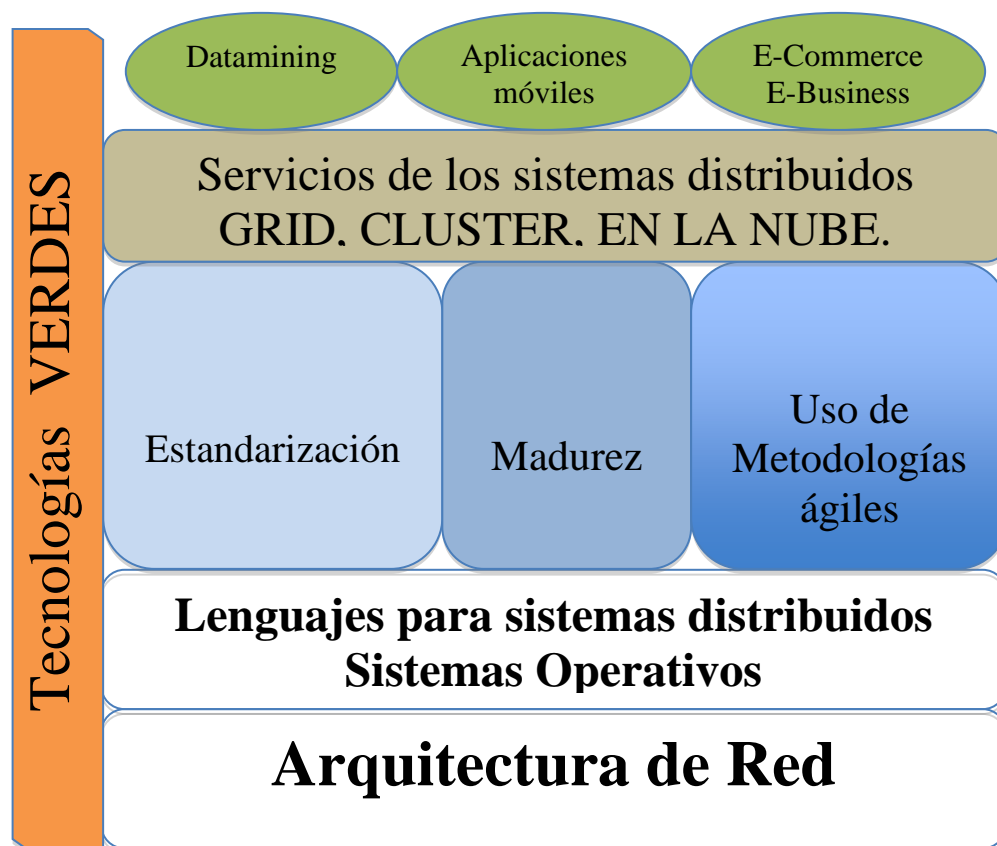 Datamining
Aplicaciones
móviles
E-Commerce
E-Business
Servicios de los sistemas distribuidos
GRID, CLUSTER, EN LA NUBE.
Tecnologías VERDES
Estandarización
Madurez
Uso de
Metodologías
ágiles
Lenguajes para sistemas distribuidos
Sistemas Operativos
Arquitectura de Red